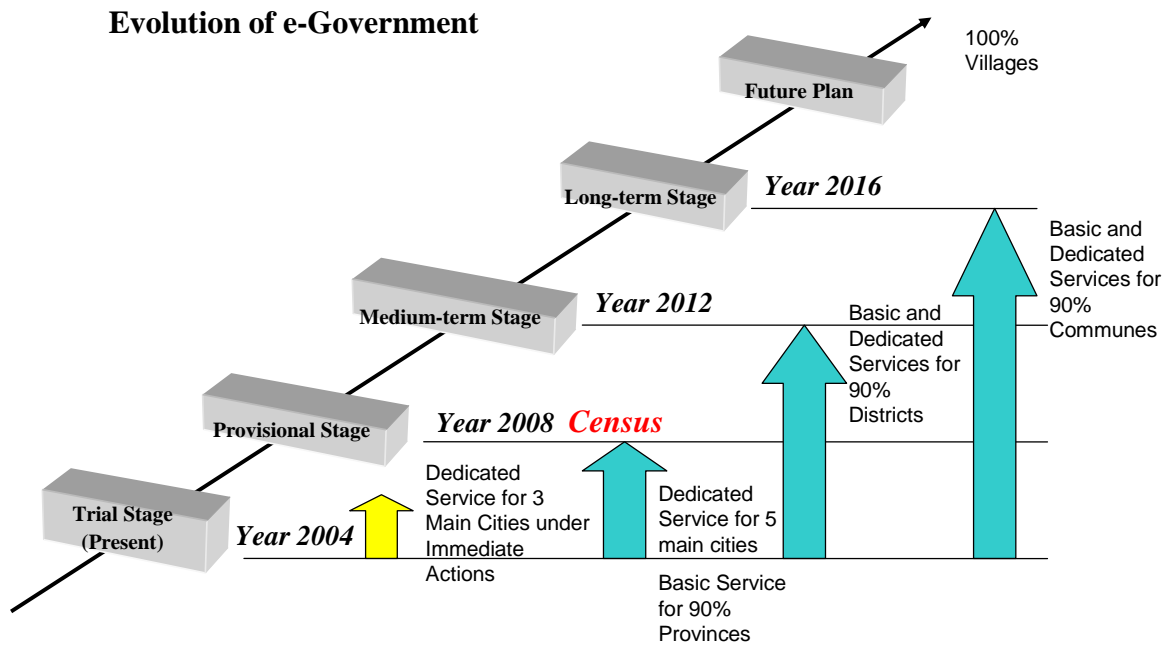 Evolution of e-Government
100%
Villages
Future Plan
Long-term Stage
Year 2016
Basic and
Dedicated
Services for
90%
Communes
Medium-term Stage
Year 2012
Basic and
Dedicated
Services for
90%
Districts
Provisional Stage
Year 2008 Census
Dedicated
Service for 3
Main Cities under
Immediate
Actions
Dedicated
Service for 5
main cities
Trial Stage
(Present)
Year 2004
Basic Service
for 90%
Provinces